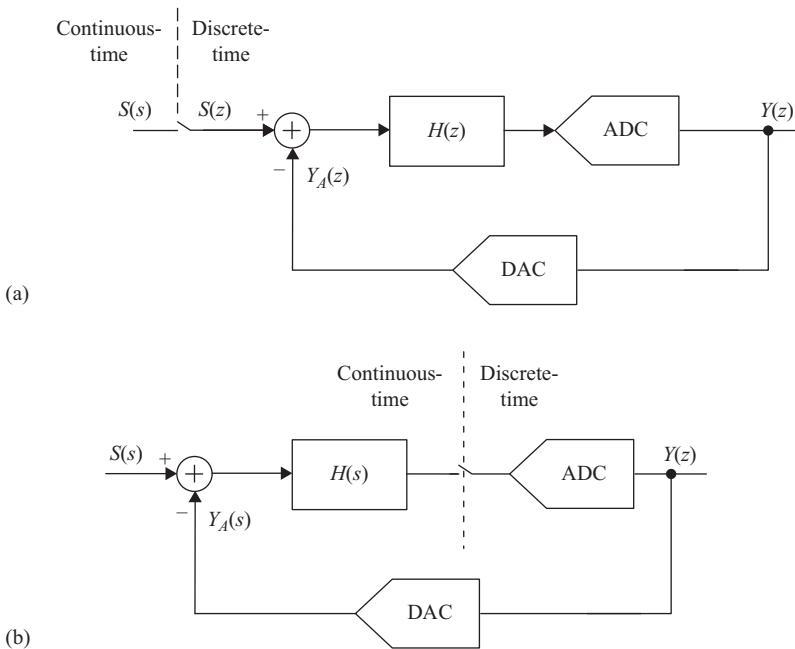 Continuous-
time
Discrete-
time
S(s)
S(z)
+
+
H(z)
ADC
Y(z)
−
Y_A(z)
DAC
(a)
Continuous-
time
Discrete-
time
S(s)
+
+
H(s)
ADC
Y(z)
−
Y_A(s)
DAC
(b)